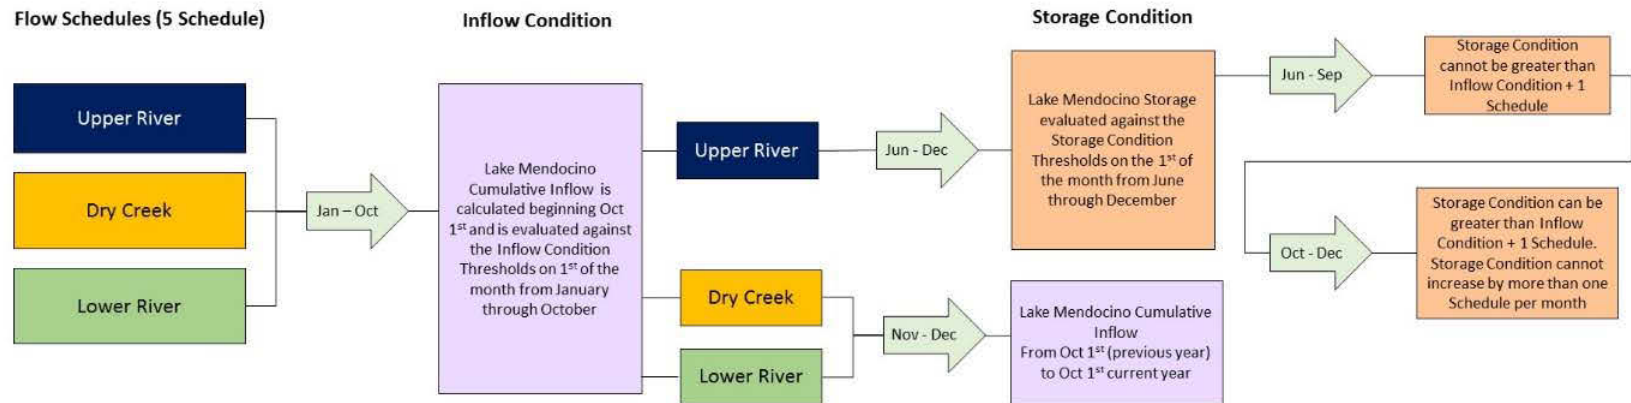 Flow Schedules (5 Schedule)
Inflow Condition
Storage Condition
Upper River
Dry Creek
Lower River
Jan – Oct
Lake Mendocino
Cumulative Inflow is
calculated beginning Oct
1st and is evaluated against
the Inflow Condition
Thresholds on 1st of the
month from January
through October
Upper River
Jun - Dec
Lake Mendocino Storage
evaluated against the
Storage Condition
Thresholds on the 1st of
the month from June
through December
Jun - Sep
Storage Condition
cannot be greater than
Inflow Condition + 1
Schedule
Oct - Dec
Storage Condition can be
greater than Inflow
Condition + 1 Schedule.
Storage Condition cannot
increase by more than one
Schedule per month
Dry Creek
Lower River
Nov - Dec
Lake Mendocino Cumulative
Inflow
From Oct 1st (previous year)
to Oct 1st current year